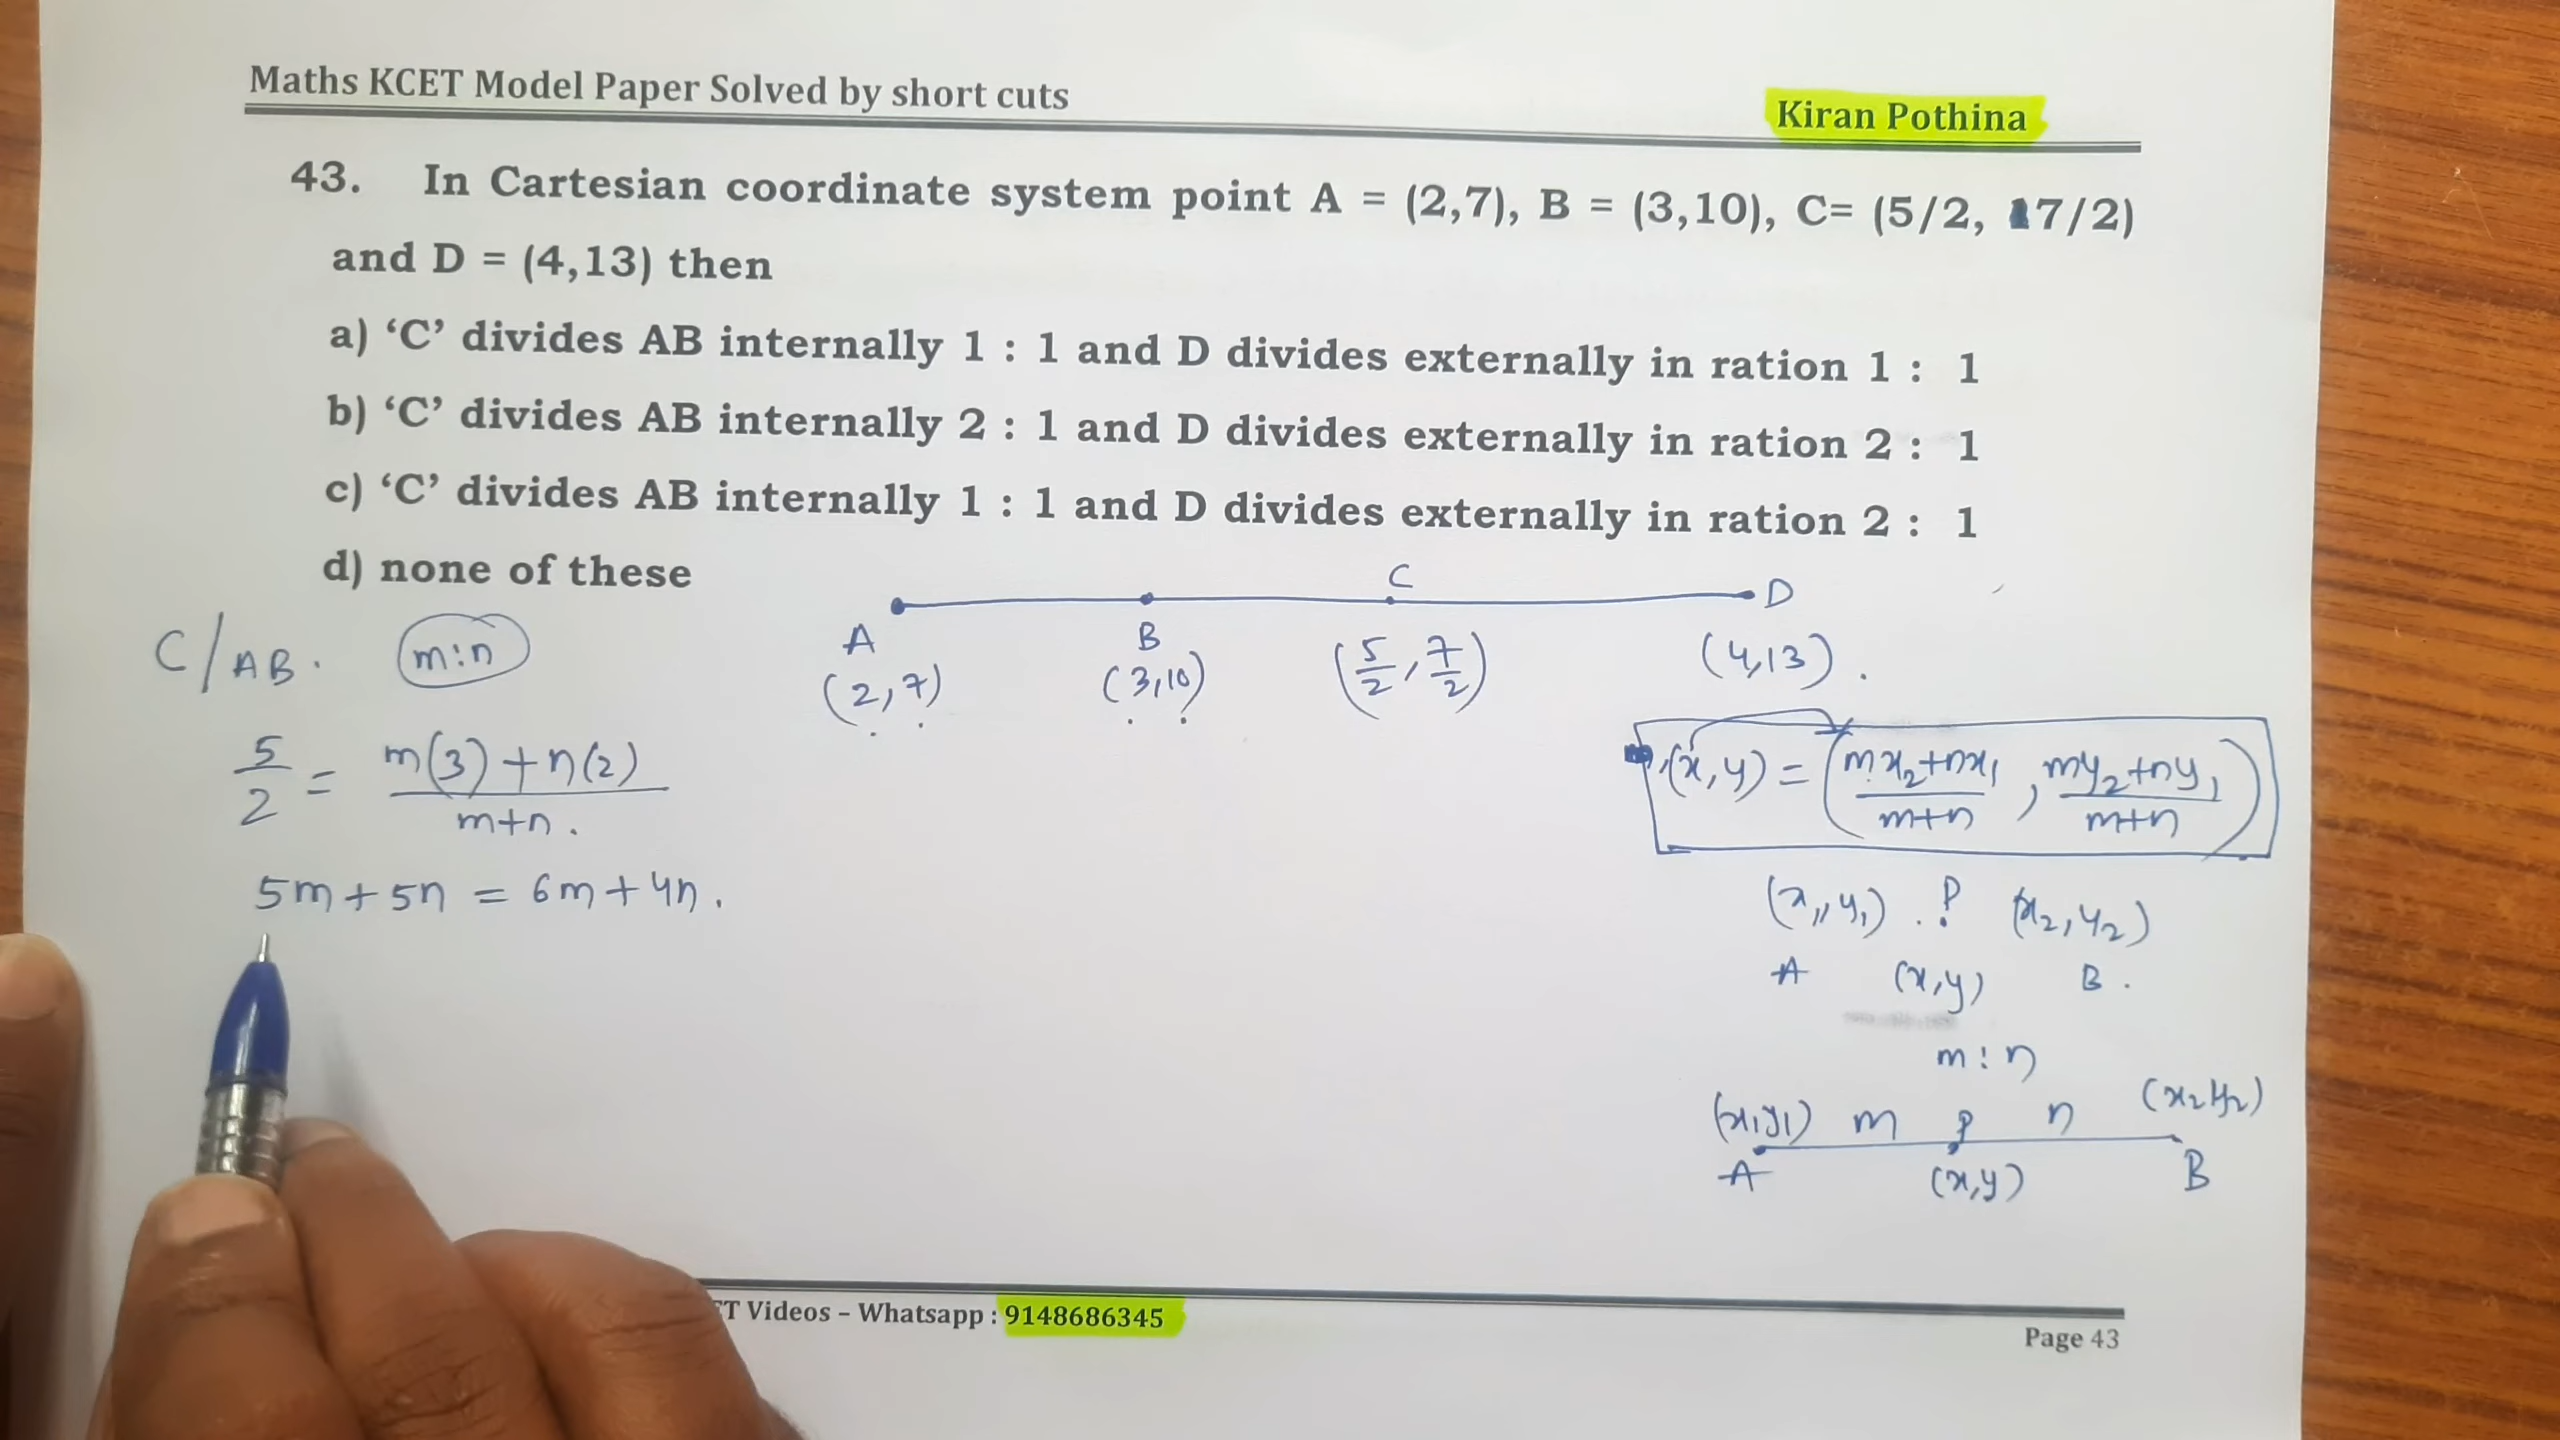 Maths KCET Model Paper Solved by short cuts
Kiran Pothina
43. In Cartesian coordinate system point A = (2,7), B = (3,10), C= (5/2, 17/2)
and D = (4,13) then
a) ‘C’ divides AB internally 1 : 1 and D divides externally in ration 1 : 1
b) ‘C’ divides AB internally 2 : 1 and D divides externally in ration 2 : 1
c) ‘C’ divides AB internally 1 : 1 and D divides externally in ration 2 : 1
d) none of these
C D
A B
(2,7) (3,10) (5/2, 7/2) (4,13).
C/AB. m:n
5/2 = m(3)+n(2)/m+n.
5m+5n = 6m+4n.
(x,y) = (mx₂+nx₁/m+n, my₂+ny₁/m+n)
(x₁,y₁) . P (x₂,y₂)
A (x,y) B.
m:n
(x₁y₁) m P n (x₂y₂)
A (x,y) B
T Videos – Whatsapp : 9148686345
Page 43